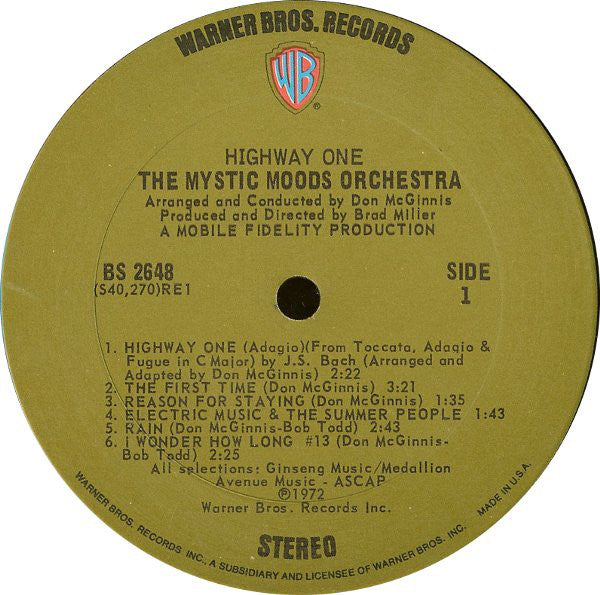 WARNER BROS. RECORDS
WB
®
HIGHWAY ONE
THE MYSTIC MOODS ORCHESTRA
Arranged and Conducted by Don McGinnis
Produced and Directed by Brad Miller
A MOBILE FIDELITY PRODUCTION
BS 2648
(S40,270)RE1
SIDE
1
1. HIGHWAY ONE (Adagio)(From Toccata, Adagio &
Fugue in C Major) by J.S. Bach (Arranged and
Adapted by Don McGinnis) 2:22
2. THE FIRST TIME (Don McGinnis) 3:21
3. REASON FOR STAYING (Don McGinnis) 1:35
4. ELECTRIC MUSIC & THE SUMMER PEOPLE 1:43
5. RAIN (Don McGinnis-Bob Todd) 2:43
6. I WONDER HOW LONG #13 (Don McGinnis-
Bob Todd) 2:25
All selections: Ginseng Music/Medallion
Avenue Music - ASCAP
℗1972
Warner Bros. Records Inc.
STEREO
WARNER BROS. RECORDS INC., A SUBSIDIARY AND LICENSEE OF WARNER BROS. INC. MADE IN U.S.A.